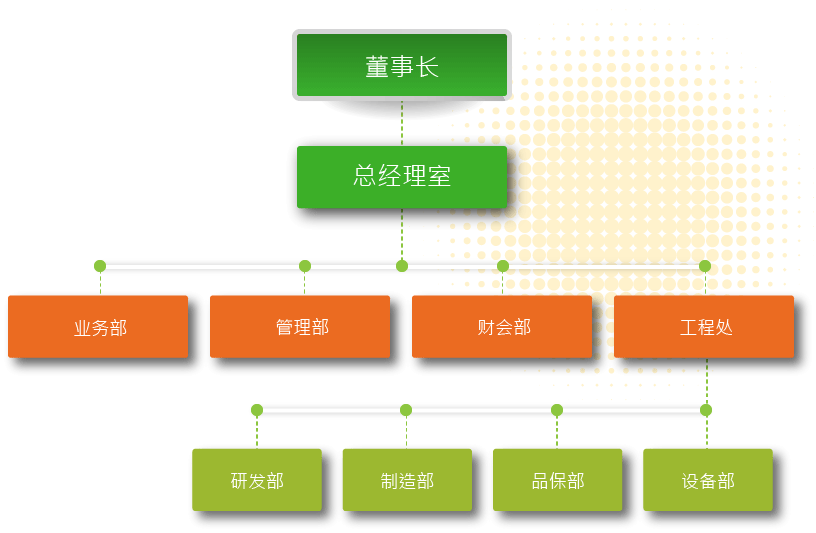 董事长
总经理室
业务部
管理部
财会部
工程处
研发部
制造部
品保部
设备部